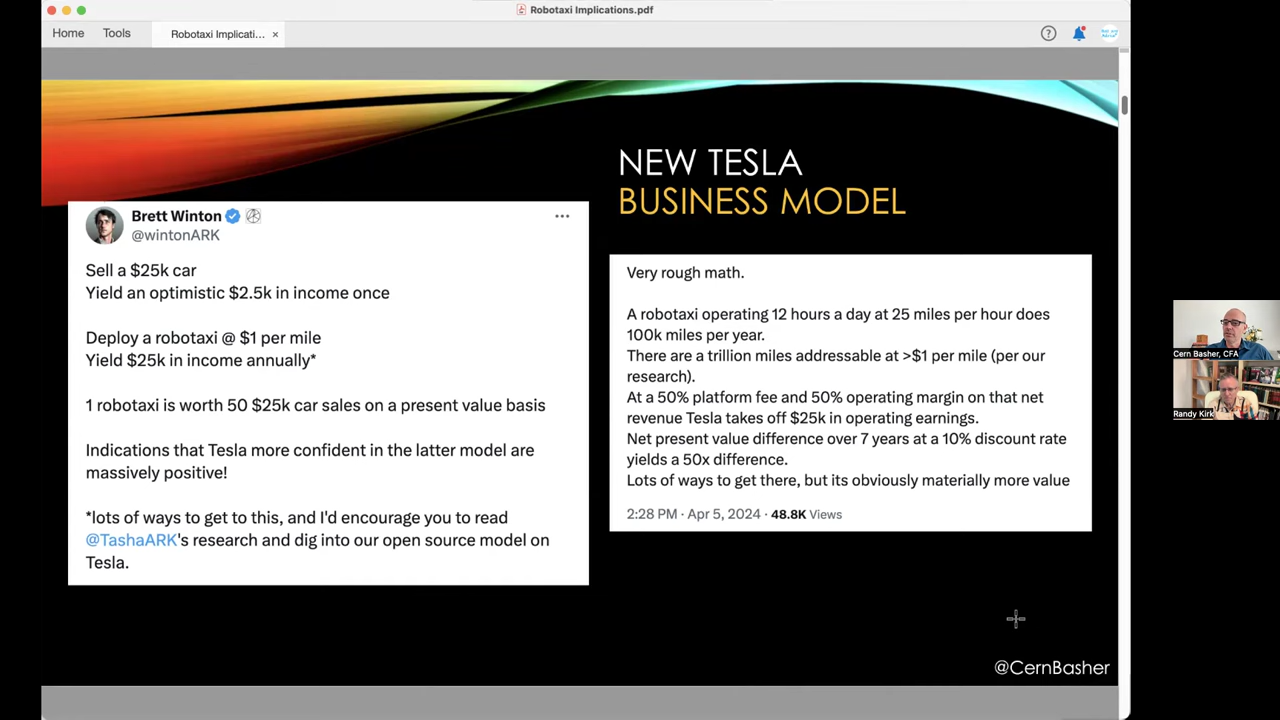 Robotaxi Implications.pdf
Home
Tools
Robotaxi Implicati...
NEW TESLA
BUSINESS MODEL
Brett Winton
@wintonARK
Sell a $25k car
Yield an optimistic $2.5k in income once
Deploy a robotaxi @ $1 per mile
Yield $25k in income annually*
1 robotaxi is worth 50 $25k car sales on a present value basis
Indications that Tesla more confident in the latter model are
massively positive!
*lots of ways to get to this, and I'd encourage you to read
@TashaARK's research and dig into our open source model on
Tesla.
Very rough math.
A robotaxi operating 12 hours a day at 25 miles per hour does
100k miles per year.
There are a trillion miles addressable at >$1 per mile (per our
research).
At a 50% platform fee and 50% operating margin on that net
revenue Tesla takes off $25k in operating earnings.
Net present value difference over 7 years at a 10% discount rate
yields a 50x difference.
Lots of ways to get there, but its obviously materially more value
2:28 PM · Apr 5, 2024 · 48.8K Views
@CernBasher
Cern Basher, CFA
Randy Kirk